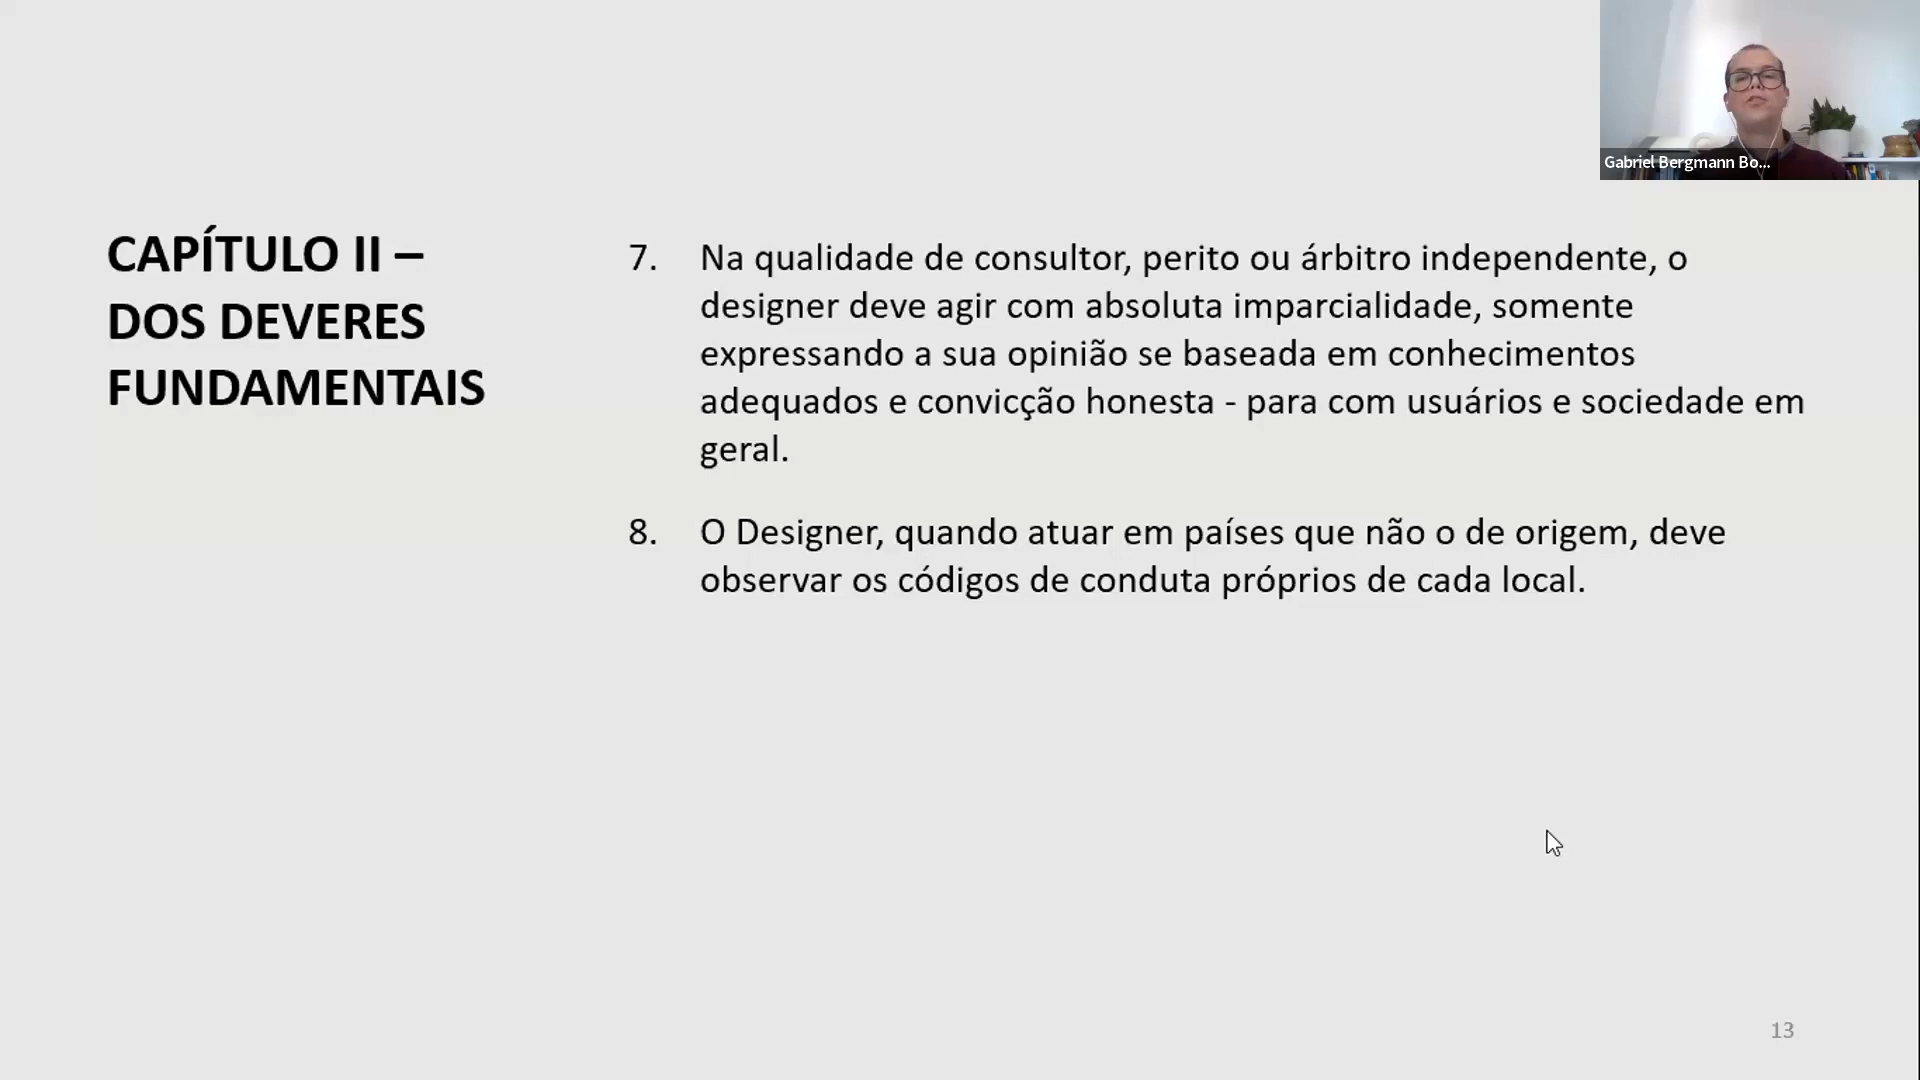 Gabriel Bergmann Bo...
CAPÍTULO II –
DOS DEVERES
FUNDAMENTAIS
7. Na qualidade de consultor, perito ou árbitro independente, o
designer deve agir com absoluta imparcialidade, somente
expressando a sua opinião se baseada em conhecimentos
adequados e convicção honesta - para com usuários e sociedade em
geral.
8. O Designer, quando atuar em países que não o de origem, deve
observar os códigos de conduta próprios de cada local.
13